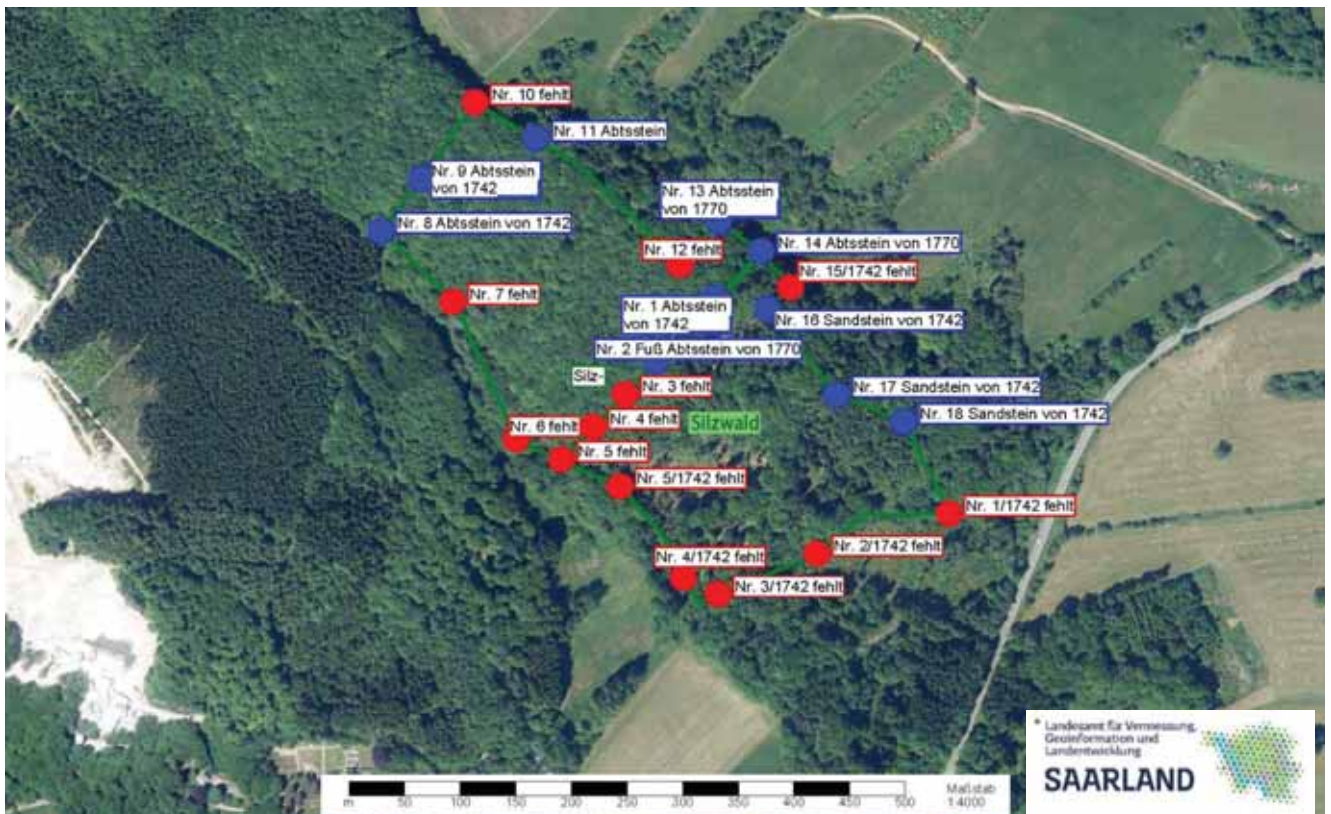 Nr. 10 fehlt
Nr. 11 Abtsstein
Nr. 9 Abtsstein
von 1742
Nr. 13 Abtsstein
von 1770
Nr. 8 Abtsstein von 1742
Nr. 12 fehlt
Nr. 14 Abtsstein von 1770
Nr. 15/1742 fehlt
Nr. 7 fehlt
Nr. 1 Abtsstein
von 1742
Nr. 16 Sandstein von 1742
Nr. 2 Fuß Abtsstein von 1770
Silz-
Nr. 3 fehlt
Nr. 17 Sandstein von 1742
Nr. 18 Sandstein von 1742
Nr. 4 fehlt
Silzwald
Nr. 6 fehlt
Nr. 5 fehlt
Nr. 5/1742 fehlt
Nr. 1/1742 fehlt
Nr. 2/1742 fehlt
Nr. 4/1742 fehlt
Nr. 3/1742 fehlt
m 50 100 150 200 250 300 350 400 450 500
Maßstab
1:4000
Landesamt für Vermessung,
Geoinformation und
Landentwicklung
SAARLAND